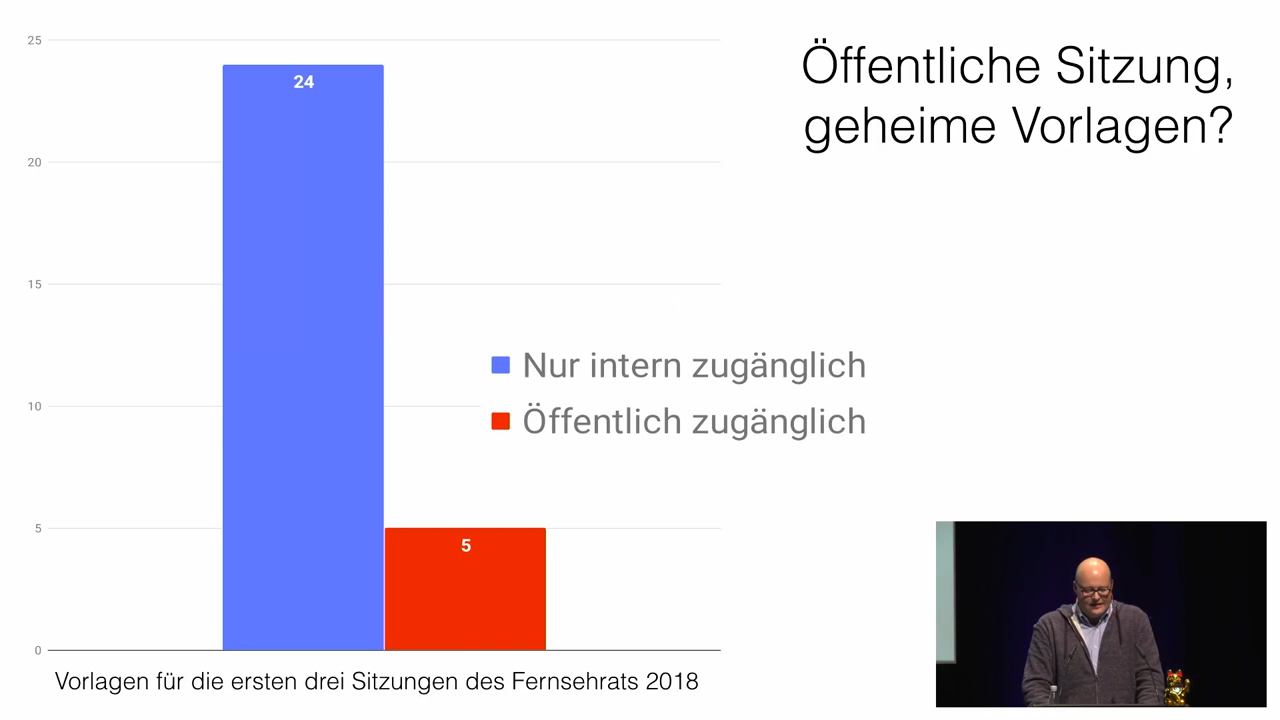 Öffentliche Sitzung,
geheime Vorlagen?
25
20
15
10
5
0
24
5
Nur intern zugänglich
Öffentlich zugänglich
Vorlagen für die ersten drei Sitzungen des Fernsehrats 2018